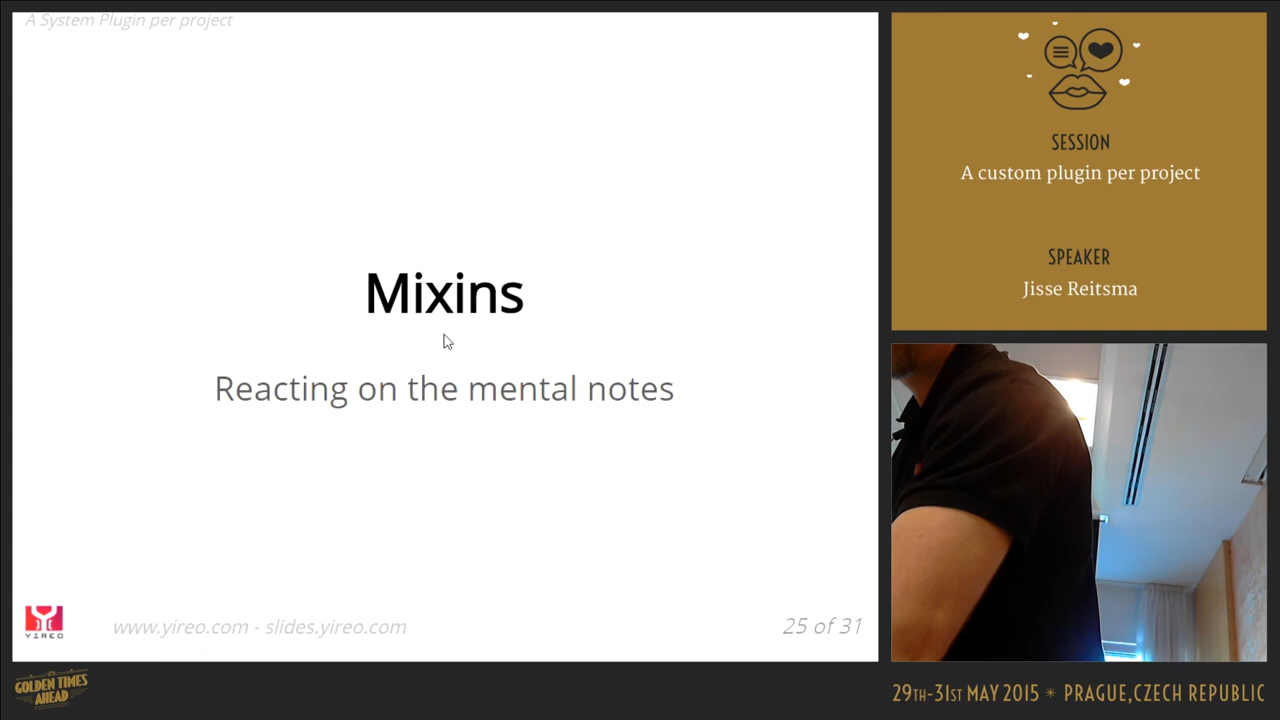 A System Plugin per project
Mixins
Reacting on the mental notes
YIREO
www.yireo.com - slides.yireo.com
25 of 31
SESSION
A custom plugin per project
SPEAKER
Jisse Reitsma
GOLDEN TIMES
AHEAD
29TH-31ST MAY 2015 * PRAGUE,CZECH REPUBLIC